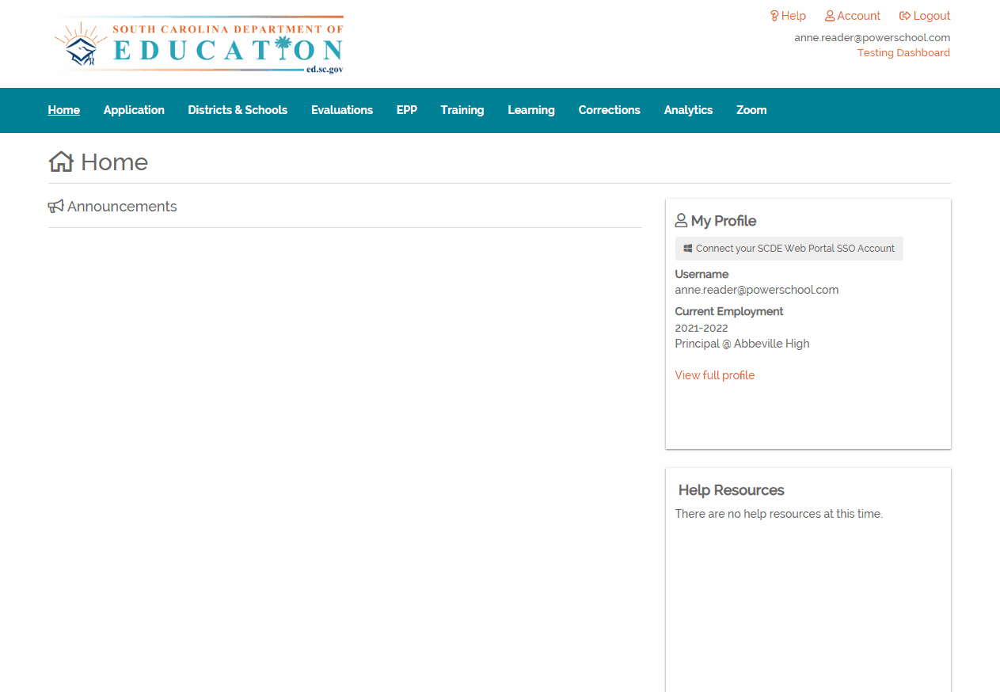 SOUTH CAROLINA DEPARTMENT OF
EDUCATION
ed.sc.gov
Help Account Logout
anne.reader@powerschool.com
Testing Dashboard
Home Application Districts & Schools Evaluations EPP Training Learning Corrections Analytics Zoom
Home
Announcements
My Profile
Connect your SCDE Web Portal SSO Account
Username
anne.reader@powerschool.com
Current Employment
2021-2022
Principal @ Abbeville High
View full profile
Help Resources
There are no help resources at this time.